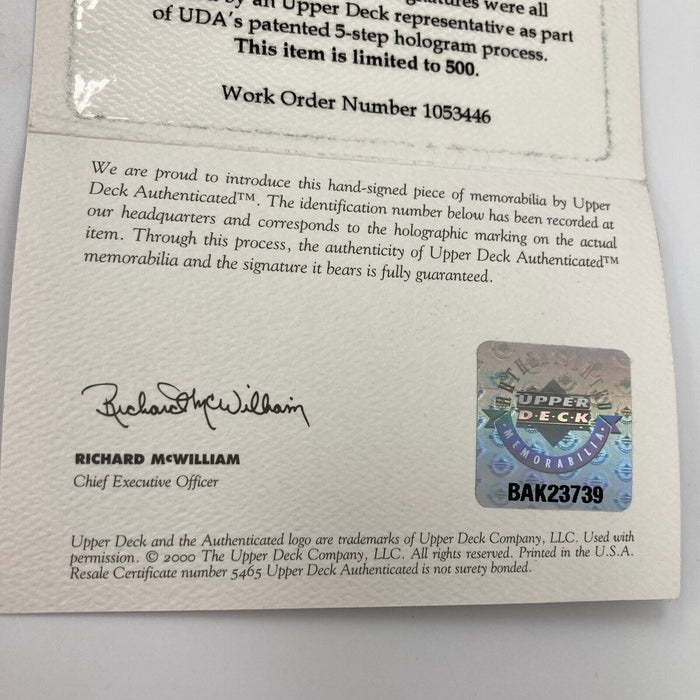 signatures were all
by an Upper Deck representative as part
of UDA's patented 5-step hologram process.
This item is limited to 500.
Work Order Number 1053446
We are proud to introduce this hand-signed piece of memorabilia by Upper
Deck Authenticated™. The identification number below has been recorded at
our headquarters and corresponds to the holographic marking on the actual
item. Through this process, the authenticity of Upper Deck Authenticated™
memorabilia and the signature it bears is fully guaranteed.
Richard McWilliam
RICHARD McWILLIAM
Chief Executive Officer
AUTHENTICATED
UPPER
D·E·C·K
MEMORABILIA
BAK23739
Upper Deck and the Authenticated logo are trademarks of Upper Deck Company, LLC. Used with
permission. © 2000 The Upper Deck Company, LLC. All rights reserved. Printed in the U.S.A.
Resale Certificate number 5465 Upper Deck Authenticated is not surety bonded.